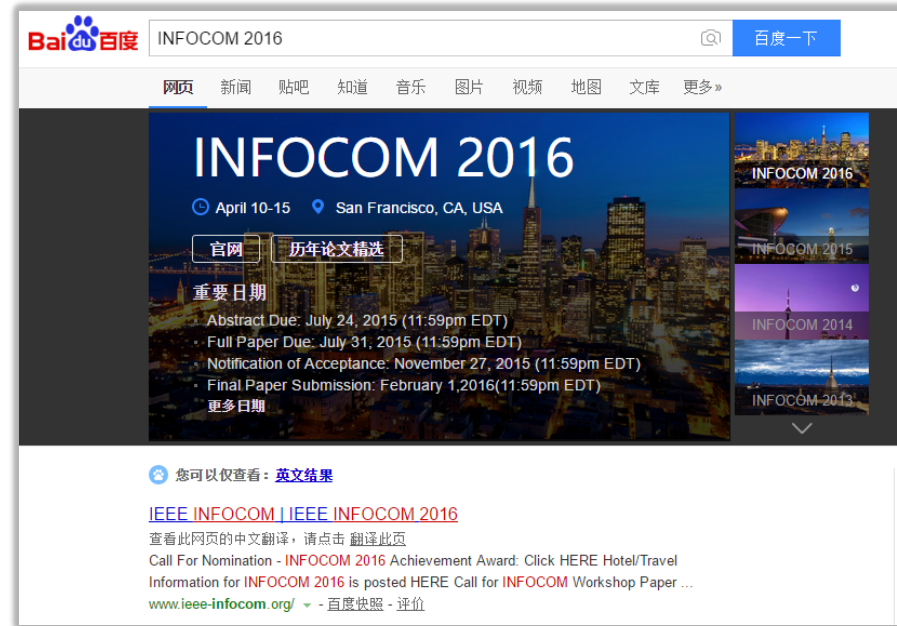 Baidu百度 INFOCOM 2016 百度一下
网页 新闻 贴吧 知道 音乐 图片 视频 地图 文库 更多»
INFOCOM 2016
April 10-15 San Francisco, CA, USA
官网 历年论文精选
重要日期
Abstract Due: July 24, 2015 (11:59pm EDT)
Full Paper Due: July 31, 2015 (11:59pm EDT)
Notification of Acceptance: November 27, 2015 (11:59pm EDT)
Final Paper Submission: February 1,2016(11:59pm EDT)
更多日期
INFOCOM 2016
INFOCOM 2015
INFOCOM 2014
INFOCOM 2013
您可以仅查看：英文结果
IEEE INFOCOM | IEEE INFOCOM 2016
查看此网页的中文翻译，请点击 翻译此页
Call For Nomination - INFOCOM 2016 Achievement Award: Click HERE Hotel/Travel
Information for INFOCOM 2016 is posted HERE Call for INFOCOM Workshop Paper ...
www.ieee-infocom.org/ - 百度快照 - 评价